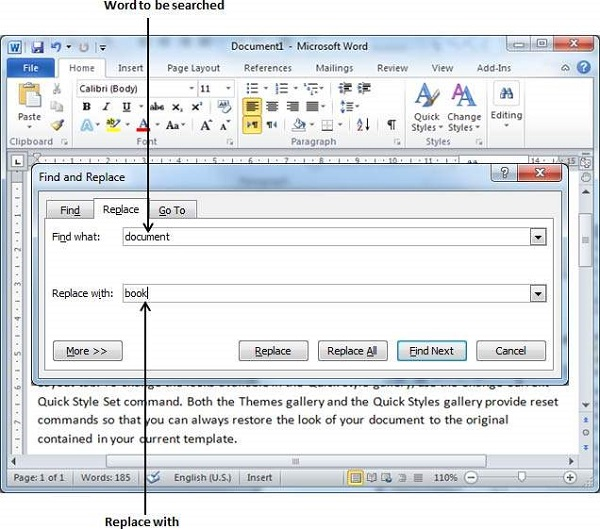 Word to be searched
Document1 - Microsoft Word
File Home Insert Page Layout References Mailings Review View Add-Ins
Calibri (Body) 11
Paste
B I U abc x₂ x²
A ab A Aa A A
Quick Styles Change Styles Editing
Clipboard Font Paragraph Styles
Find and Replace
Find Replace Go To
Find what: document
Replace with: book
More >> Replace Replace All Find Next Cancel
Quick Style Set command. Both the Themes gallery and the Quick Styles gallery provide reset
commands so that you can always restore the look of your document to the original
contained in your current template.
Page: 1 of 1 Words: 185 English (U.S.) Insert 110%
Replace with